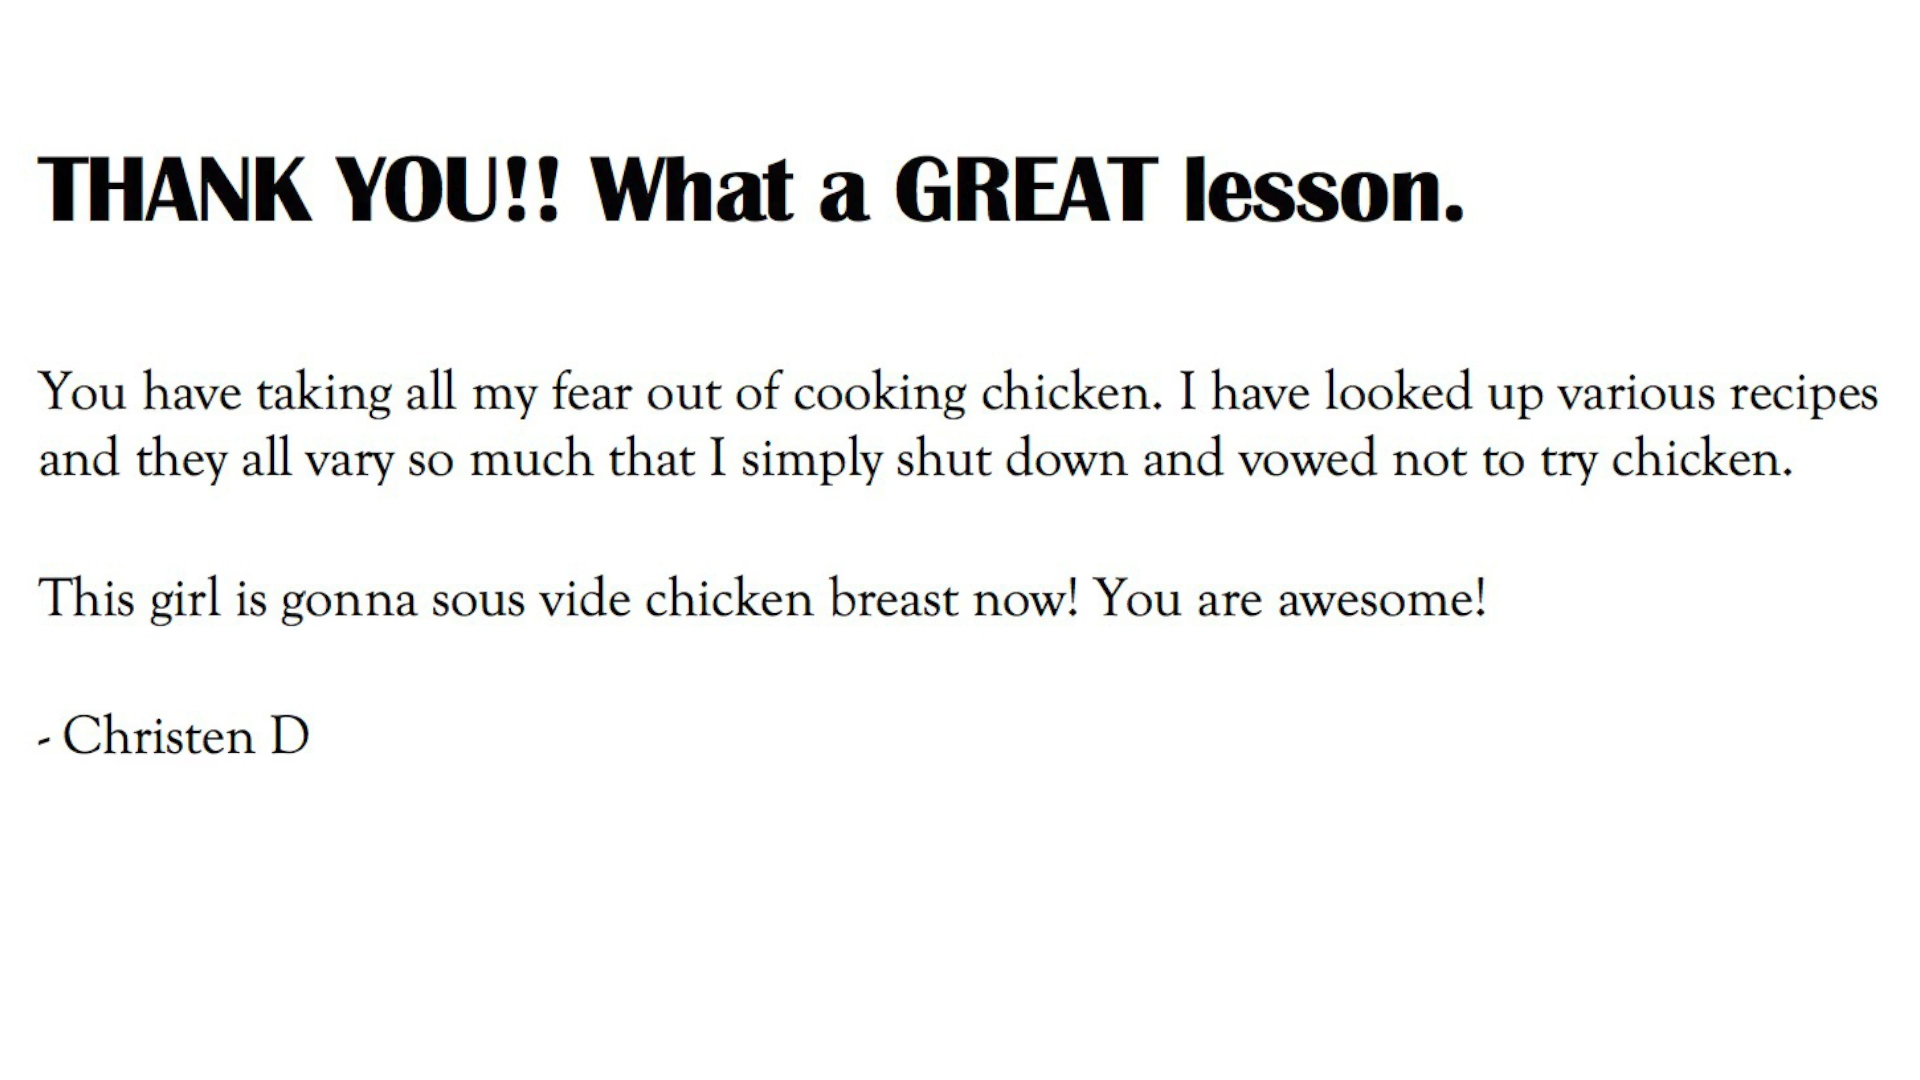 THANK YOU!! What a GREAT lesson.
You have taking all my fear out of cooking chicken. I have looked up various recipes
and they all vary so much that I simply shut down and vowed not to try chicken.
This girl is gonna sous vide chicken breast now! You are awesome!
- Christen D